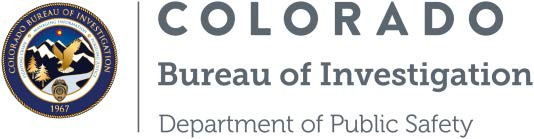 COLORADO BUREAU OF INVESTIGATION
1967
COLORADO
Bureau of Investigation
Department of Public Safety